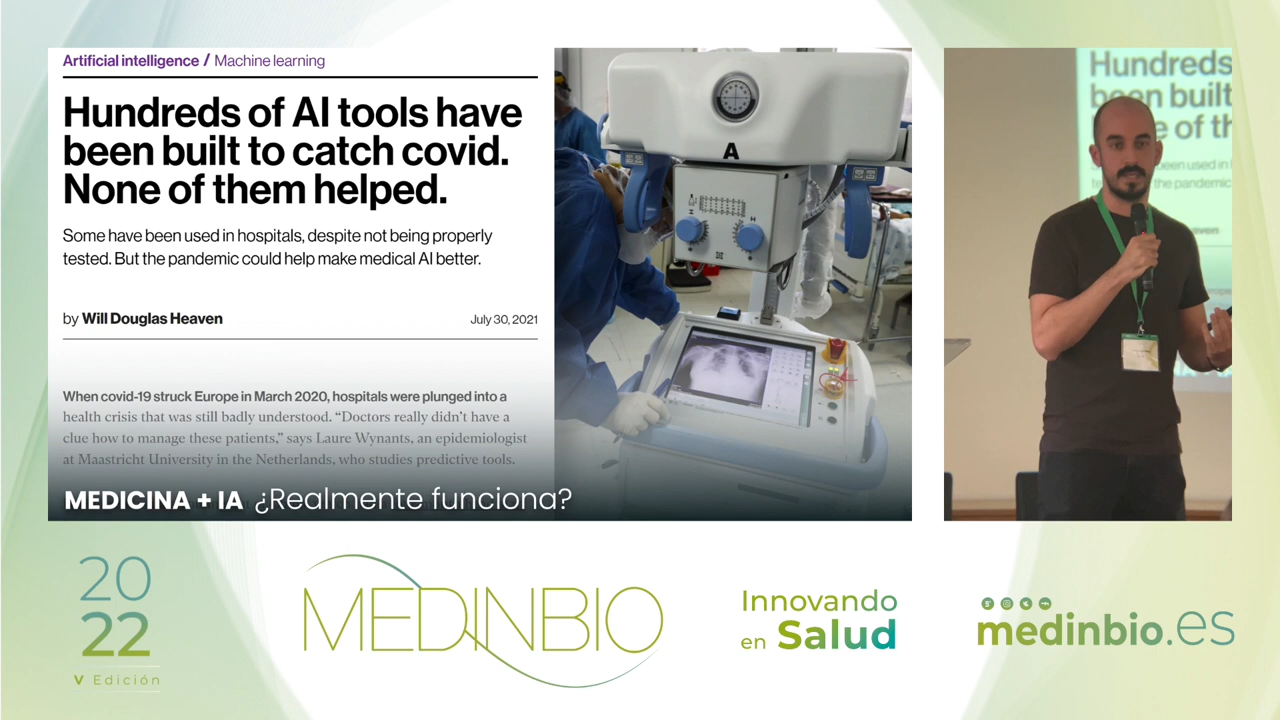 Artificial intelligence / Machine learning
Hundreds of AI tools have
been built to catch covid.
None of them helped.
Some have been used in hospitals, despite not being properly
tested. But the pandemic could help make medical AI better.
by Will Douglas Heaven
July 30, 2021
When covid-19 struck Europe in March 2020, hospitals were plunged into a
health crisis that was still badly understood. “Doctors really didn’t have a
clue how to manage these patients,” says Laure Wynants, an epidemiologist
at Maastricht University in the Netherlands, who studies predictive tools.
MEDICINA + IA ¿Realmente funciona?
A
Hundreds
been built
e of th
een used in
the pandemic
20
22
V Edición
MEDINBIO
Innovando
en Salud
medinbio.es